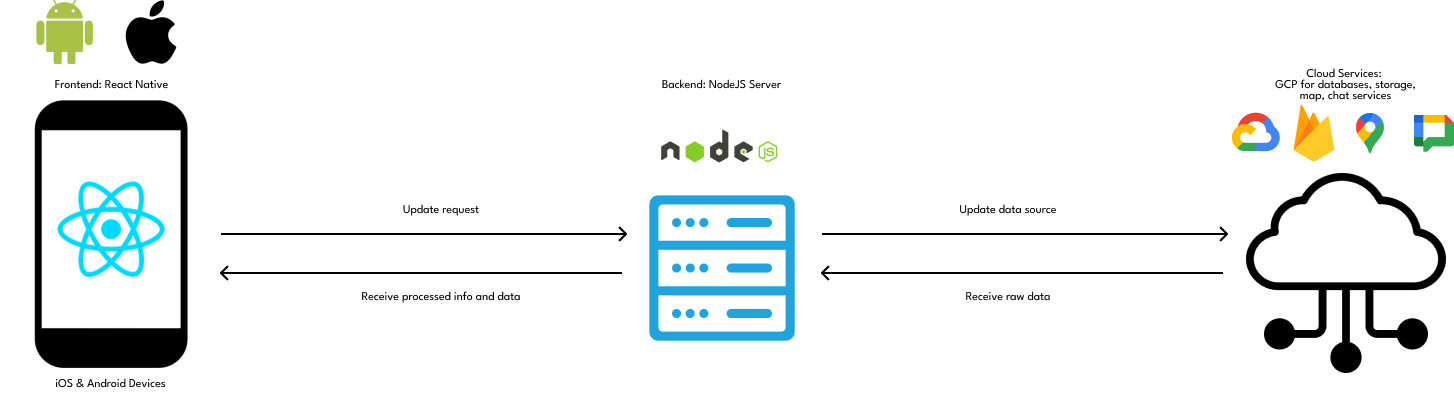 Frontend: React Native
iOS & Android Devices
Backend: NodeJS Server
node
JS
Update request
Receive processed info and data
Update data source
Receive raw data
Cloud Services:
GCP for databases, storage,
map, chat services